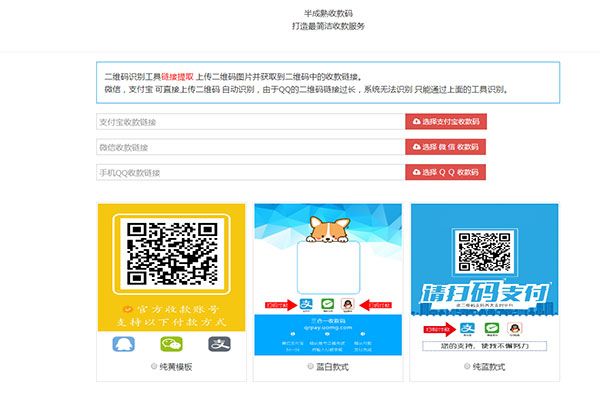 半成熟收款码
打造最简洁收款服务
二维码识别工具链接提取 上传二维码图片并获取到二维码中的收款链接。
微信，支付宝 可直接上传二维码 自动识别，由于QQ的二维码链接过长，系统无法识别 只能通过上面的工具识别。
支付宝收款链接
选择支付宝收款码
微信收款链接
选择 微 信 收款码
手机QQ收款链接
选择 Q Q 收款码
官方收款账号
支持以下付款方式
纯黄模板
扫码付款
扫码付款
三合一收款码
qrpay.uomg.com
蓝白款式
请扫码支付
扫码付款
您的支持，使我不懈努力
纯蓝款式